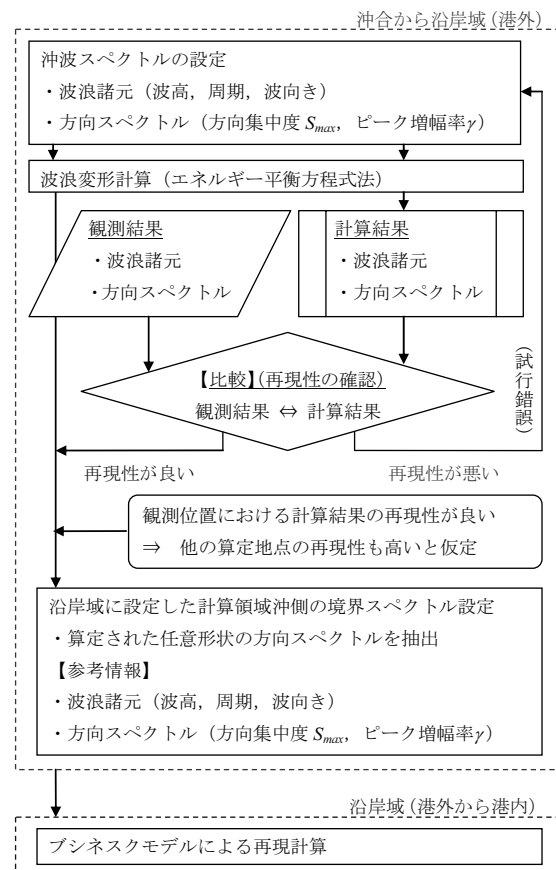 沖合から沿岸域（港外）
沖波スペクトルの設定
・波浪諸元（波高，周期，波向き）
・方向スペクトル（方向集中度 Smax， ピーク増幅率γ）
波浪変形計算（エネルギー平衡方程式法）
観測結果
・波浪諸元
・方向スペクトル
計算結果
・波浪諸元
・方向スペクトル
（試行錯誤）
【比較】(再現性の確認)
観測結果 ⇔ 計算結果
再現性が良い
再現性が悪い
観測位置における計算結果の再現性が良い
⇒ 他の算定地点の再現性も高いと仮定
沿岸域に設定した計算領域沖側の境界スペクトル設定
・算定された任意形状の方向スペクトルを抽出
【参考情報】
・波浪諸元（波高，周期，波向き）
・方向スペクトル（方向集中度 Smax， ピーク増幅率γ）
沿岸域（港外から港内）
ブシネスクモデルによる再現計算